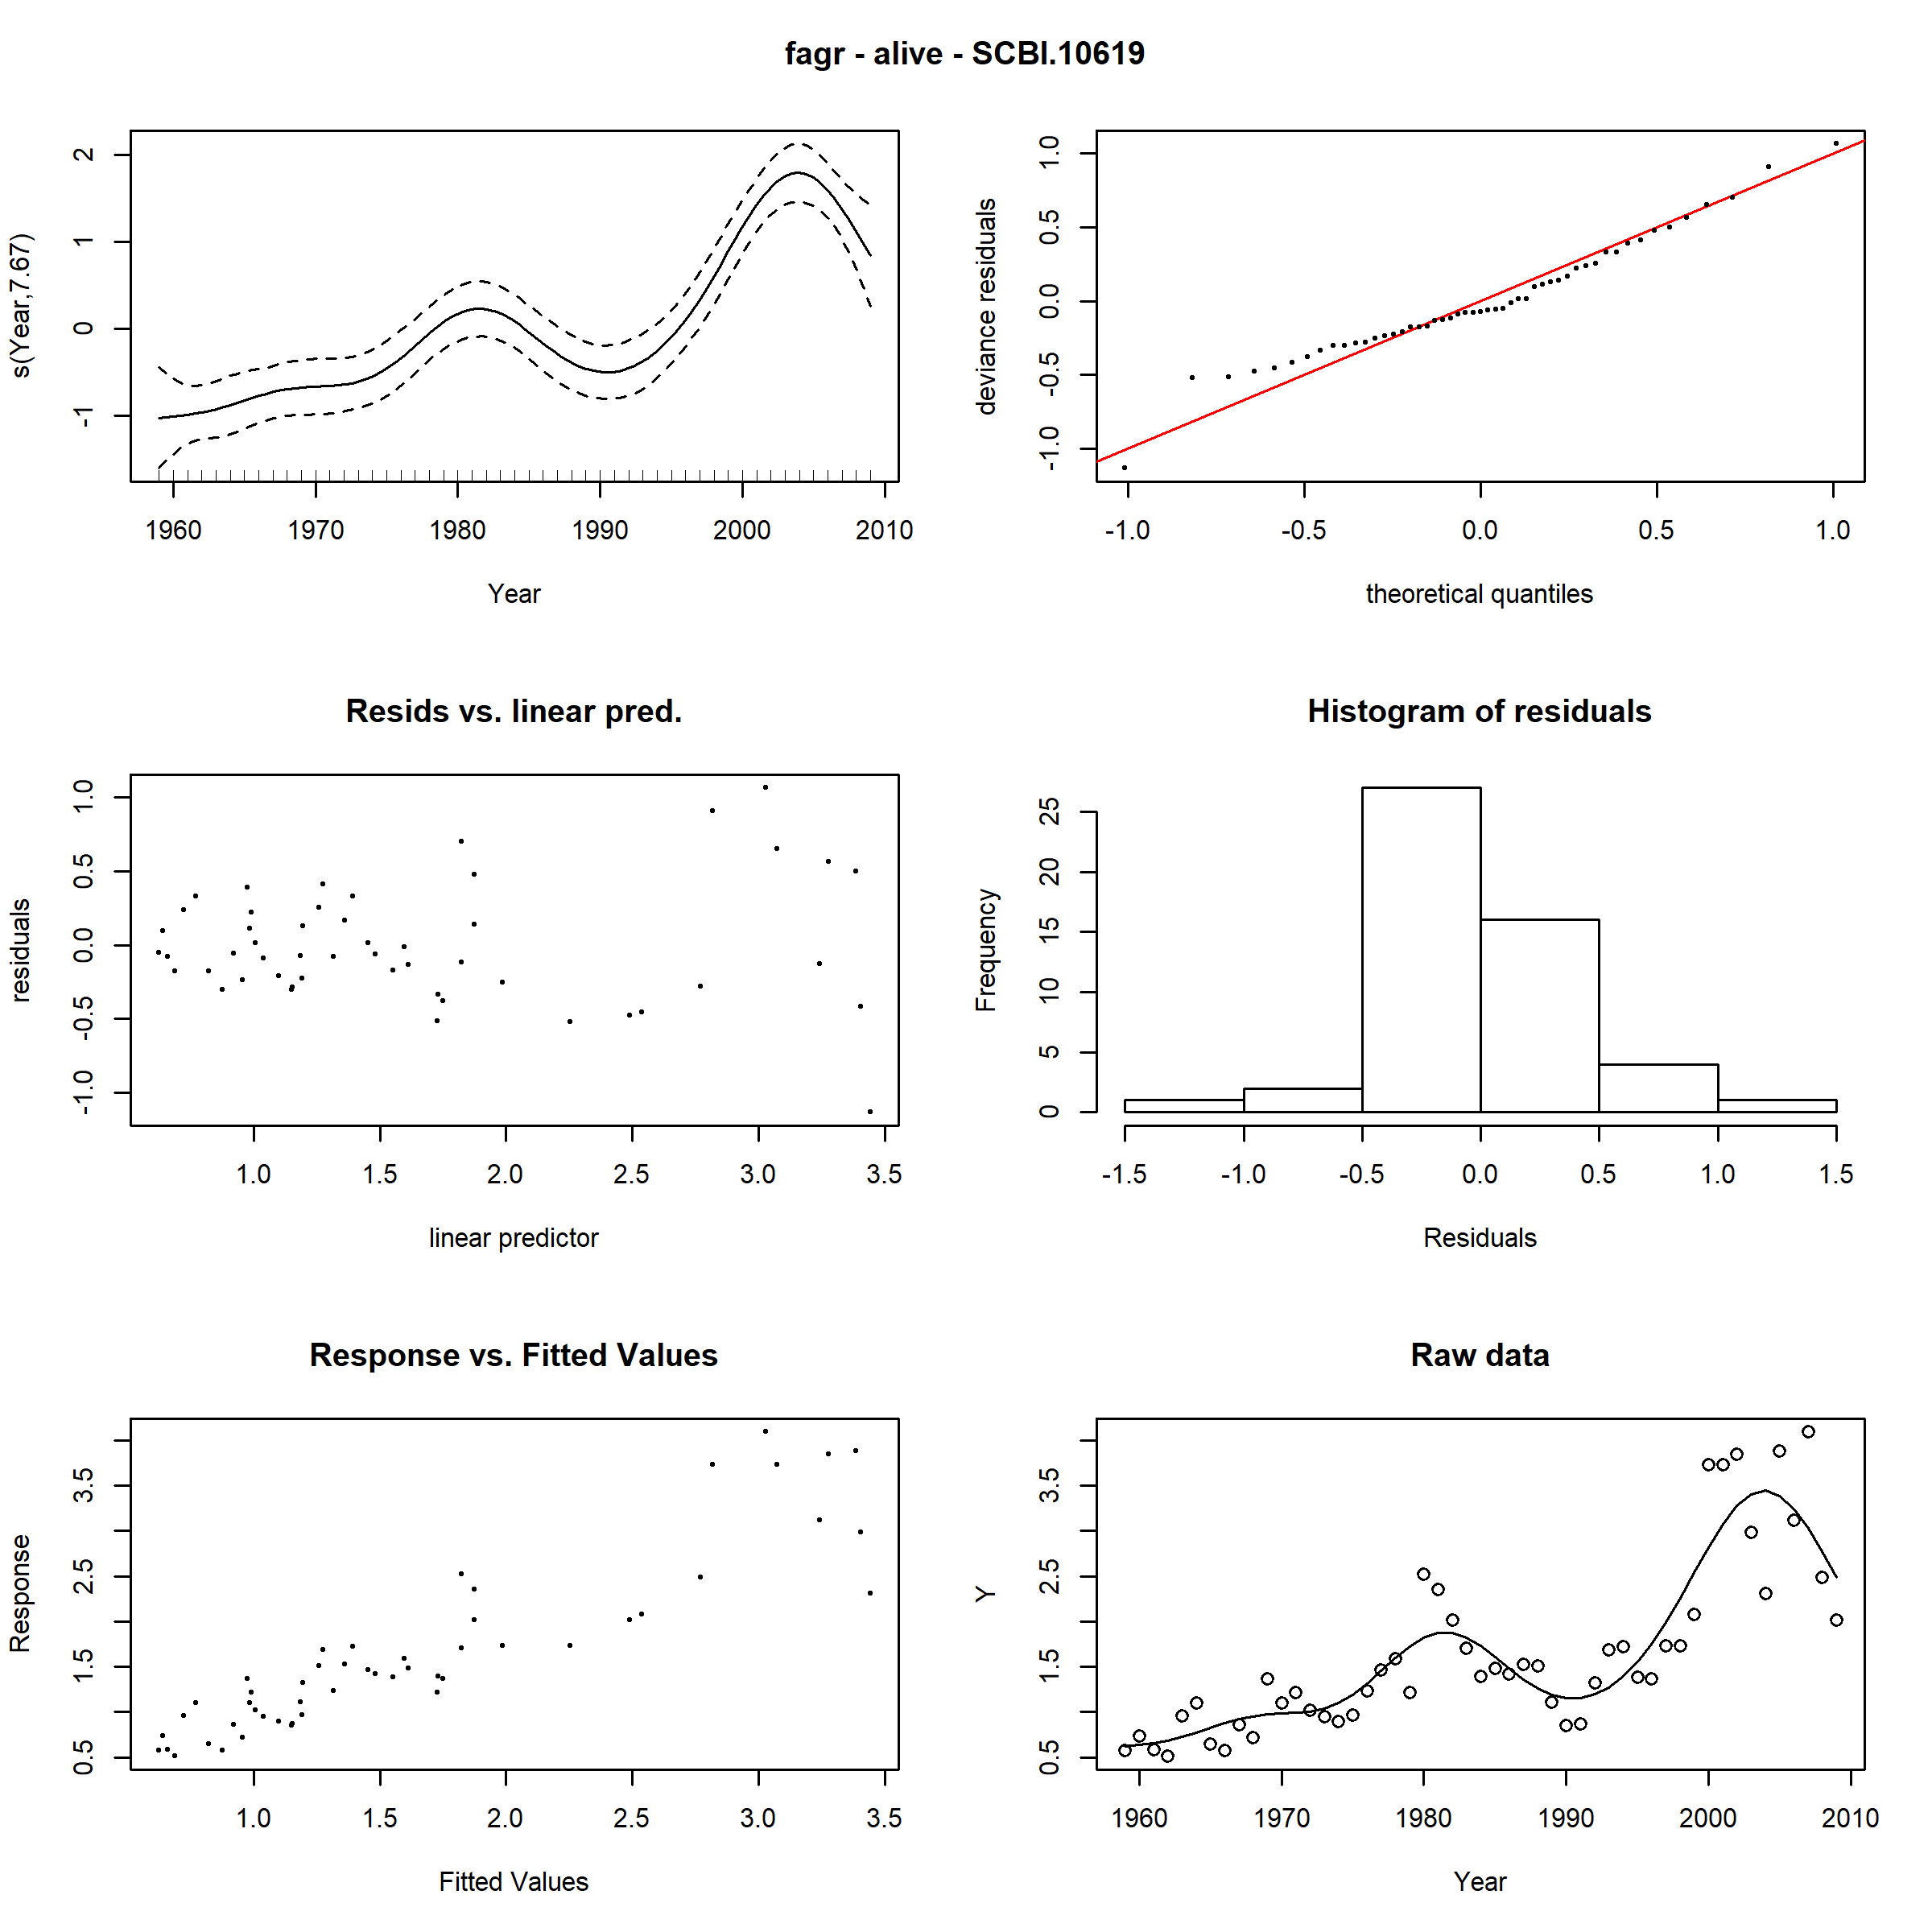 fagr - alive - SCBI.10619
s(Year,7.67)
2
1
0
-1
1960 1970 1980 1990 2000 2010
Year
deviance residuals
1.0
0.5
0.0
-0.5
-1.0
-1.0 -0.5 0.0 0.5 1.0
theoretical quantiles
Resids vs. linear pred.
residuals
1.0
0.5
0.0
-0.5
-1.0
1.0 1.5 2.0 2.5 3.0 3.5
linear predictor
Histogram of residuals
Frequency
25
20
15
10
5
0
-1.5 -1.0 -0.5 0.0 0.5 1.0 1.5
Residuals
Response vs. Fitted Values
Response
3.5
2.5
1.5
0.5
1.0 1.5 2.0 2.5 3.0 3.5
Fitted Values
Raw data
Y
3.5
2.5
1.5
0.5
1960 1970 1980 1990 2000 2010
Year